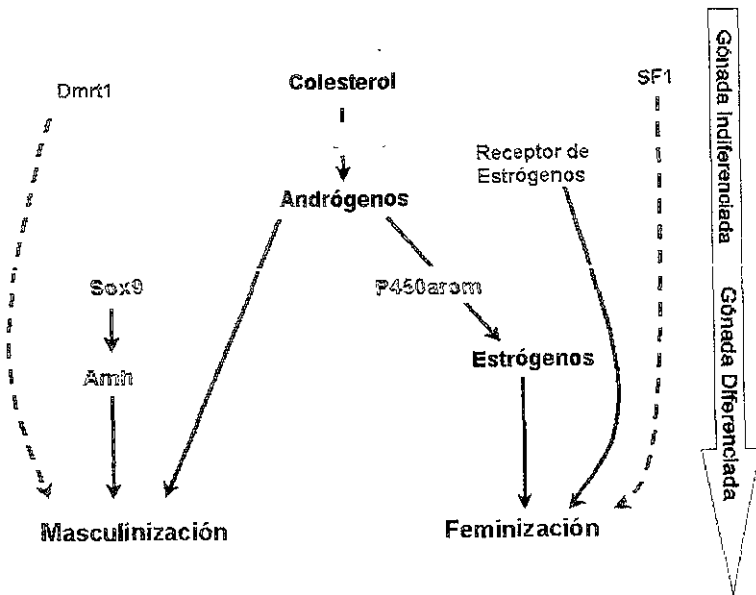 Dmrt1
Colesterol
SF1
Receptor de
Estrógenos
Andrógenos
Sox9
P450arom
Amh
Estrógenos
Masculinización
Feminización
Gónada Indiferenciada
Gónada Diferenciada